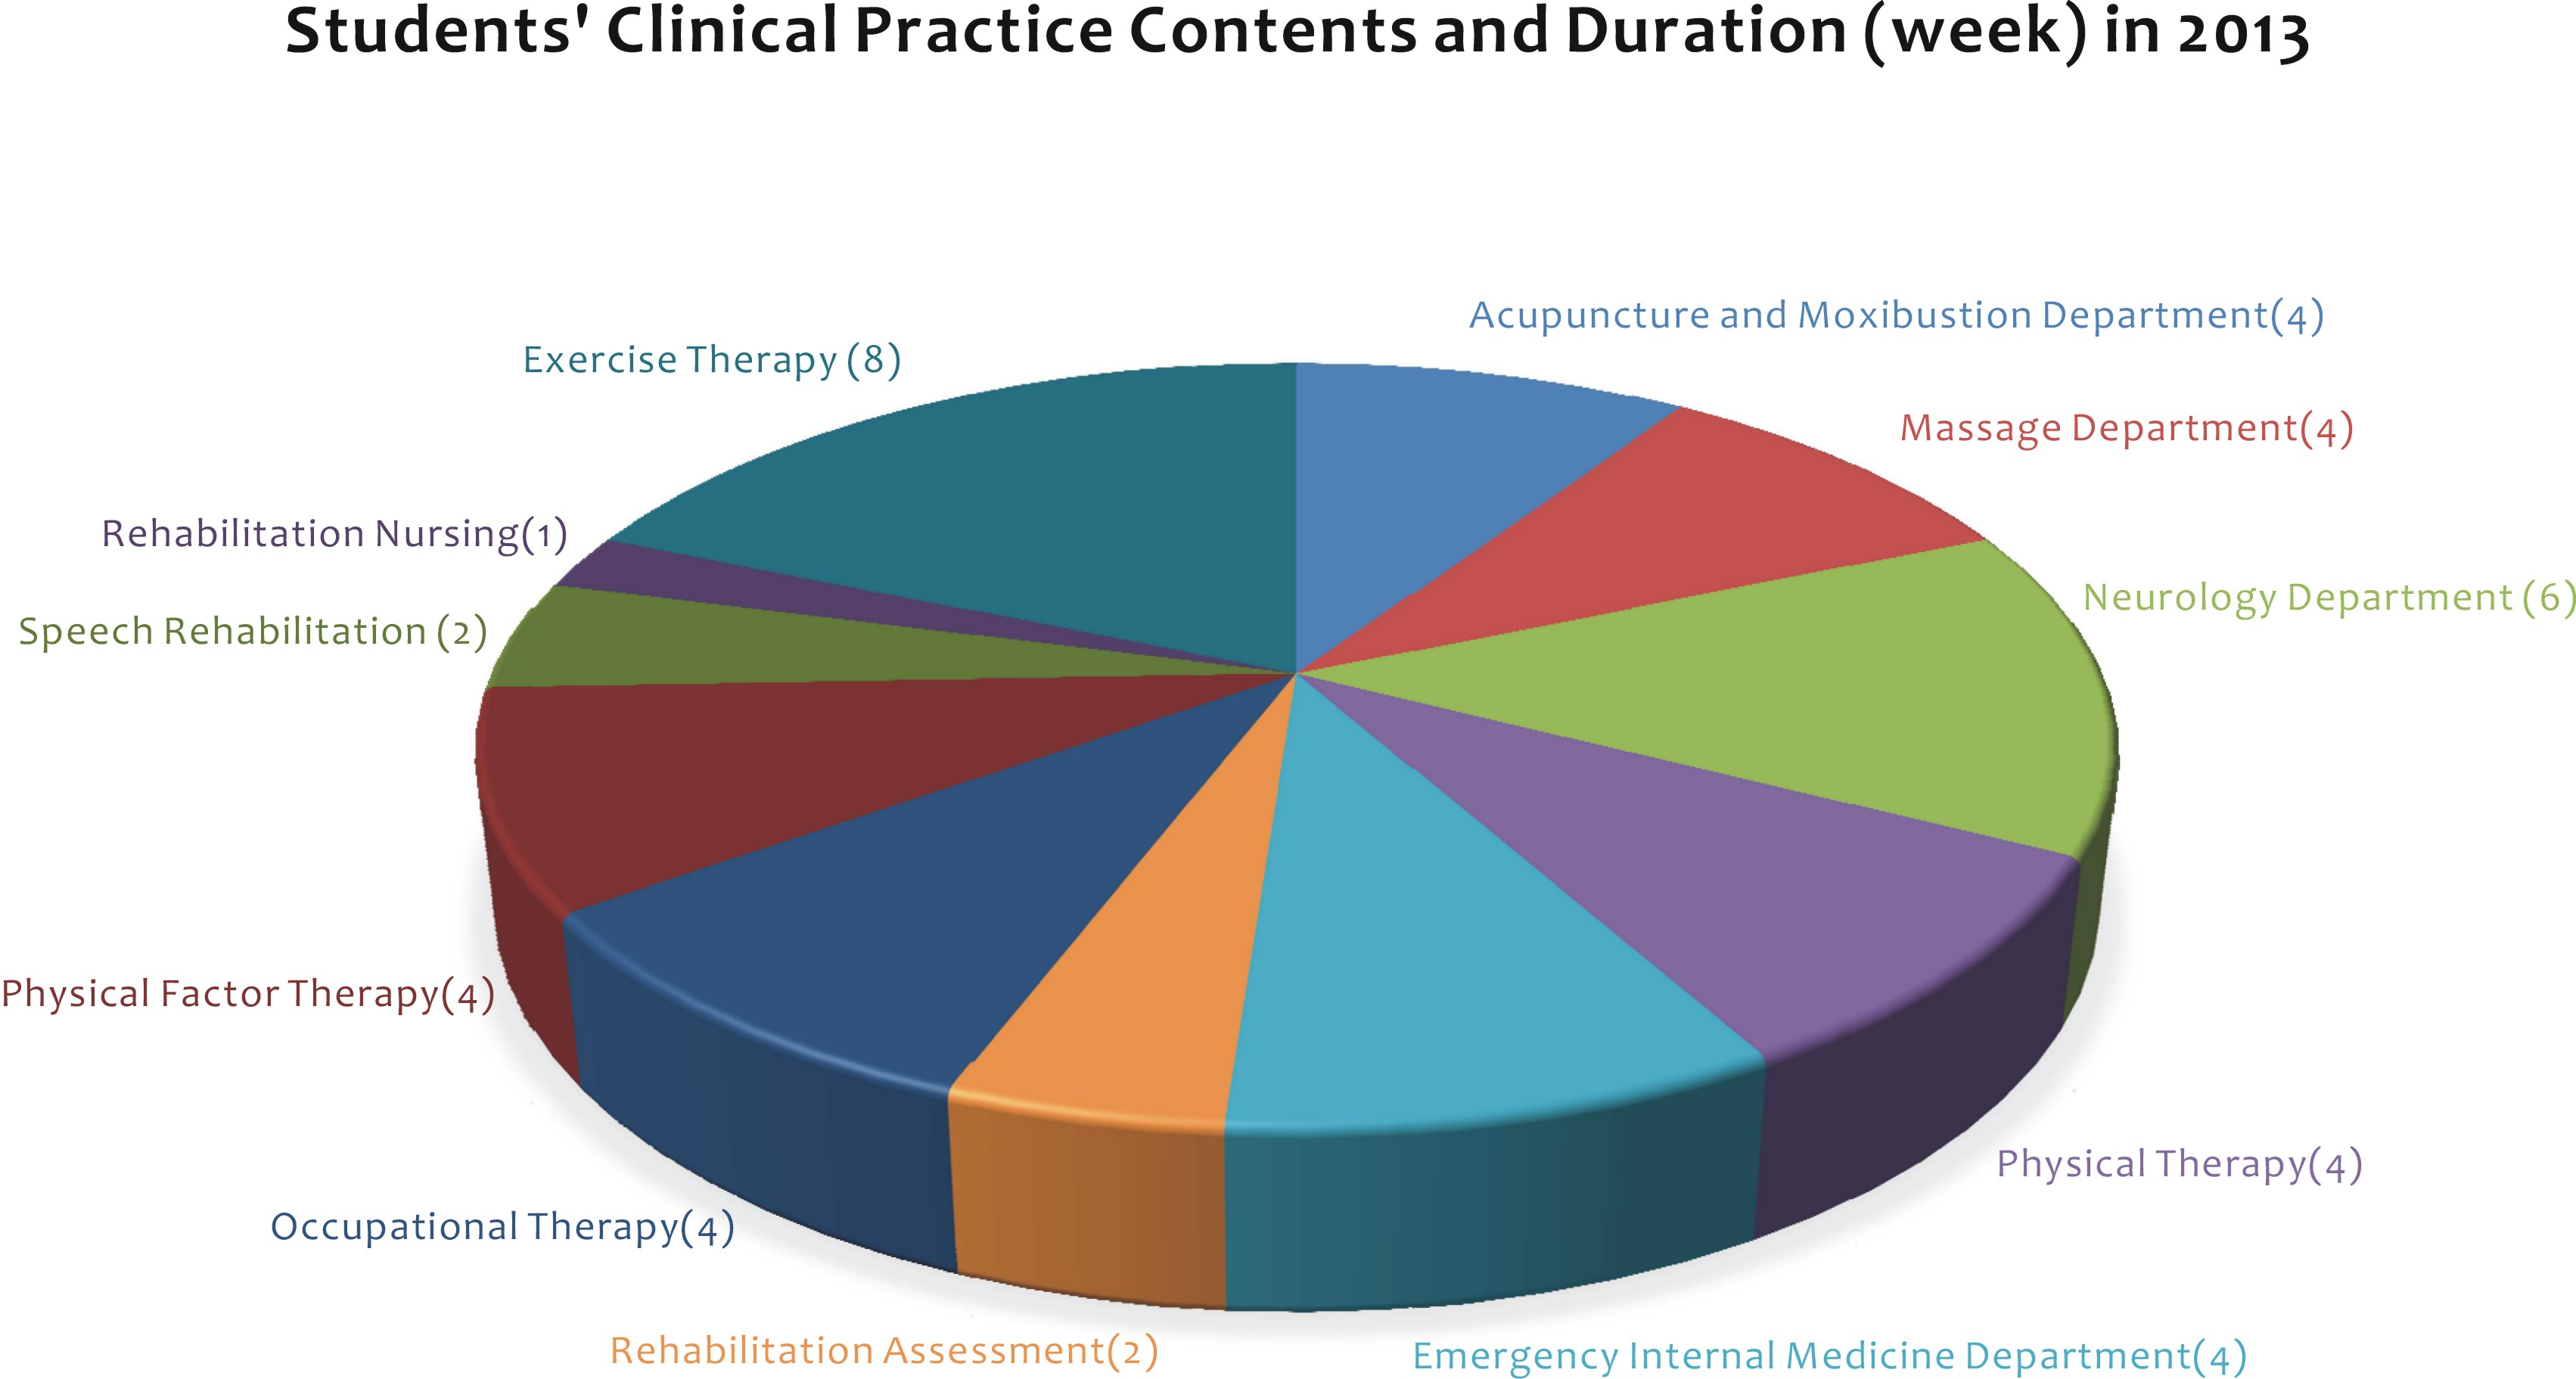 Students' Clinical Practice Contents and Duration (week) in 2013
Acupuncture and Moxibustion Department(4)
Exercise Therapy (8)
Massage Department(4)
Rehabilitation Nursing(1)
Neurology Department (6)
Speech Rehabilitation (2)
Physical Factor Therapy(4)
Physical Therapy(4)
Occupational Therapy(4)
Rehabilitation Assessment(2)
Emergency Internal Medicine Department(4)